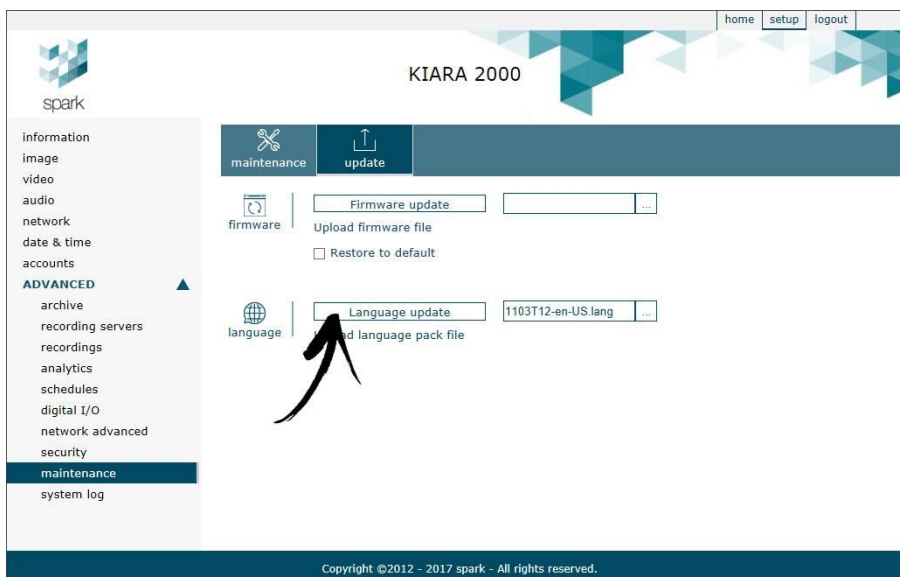 home setup logout
spark
KIARA 2000
information
image
video
audio
network
date & time
accounts
ADVANCED
archive
recording servers
recordings
analytics
schedules
digital I/O
network advanced
security
maintenance
system log
maintenance update
firmware
Firmware update ...
Upload firmware file
Restore to default
language
Language update 1103T12-en-US.lang ...
language pack file
Copyright ©2012 - 2017 spark - All rights reserved.